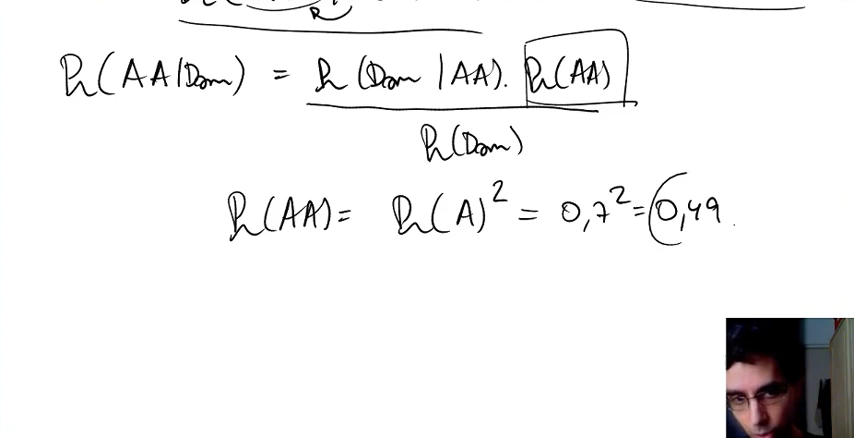 R
Pr(AA|Dom) = Pr(Dom|AA). Pr(AA)
Pr(Dom)
Pr(AA) = Pr(A)² = 0,7² = 0,49.